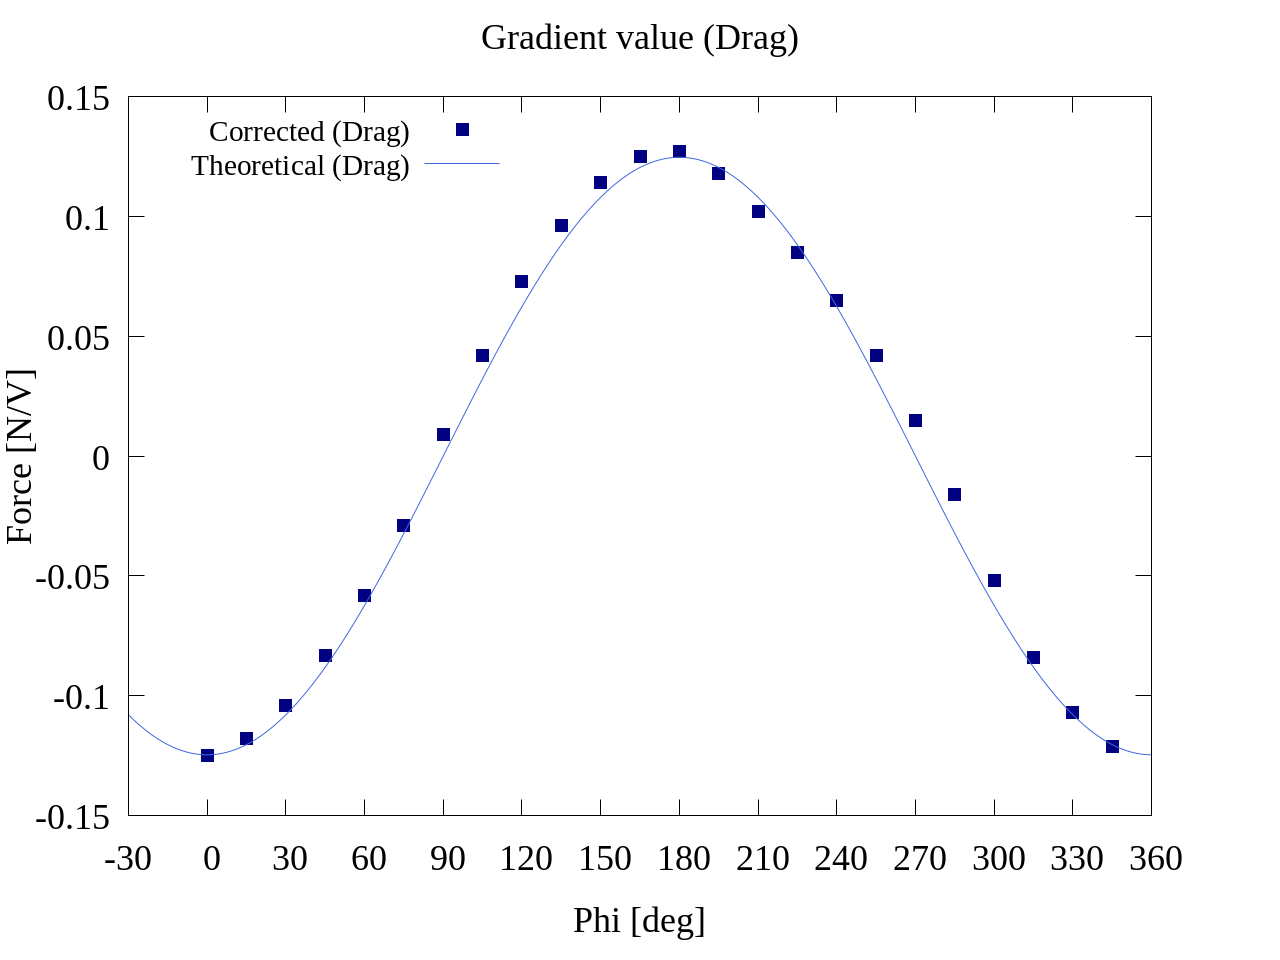 Gradient value (Drag)
Corrected (Drag)
Theoretical (Drag)
0.15
0.1
0.05
0
-0.05
-0.1
-0.15
Force [N/V]
-30 0 30 60 90 120 150 180 210 240 270 300 330 360
Phi [deg]